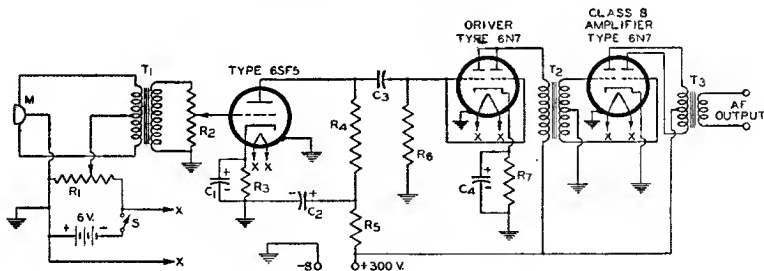 DRIVER
TYPE 6N7
CLASS B
AMPLIFIER
TYPE 6N7
T1
TYPE 6SF5
C3
T2
T3
M
R2
R4
R6
AF
OUTPUT
R1
C1
R3
C2
C4
R7
R5
S
6 V.
+
-
X
X
X X
X X
X X
+
- +
+
-B
+300 V.